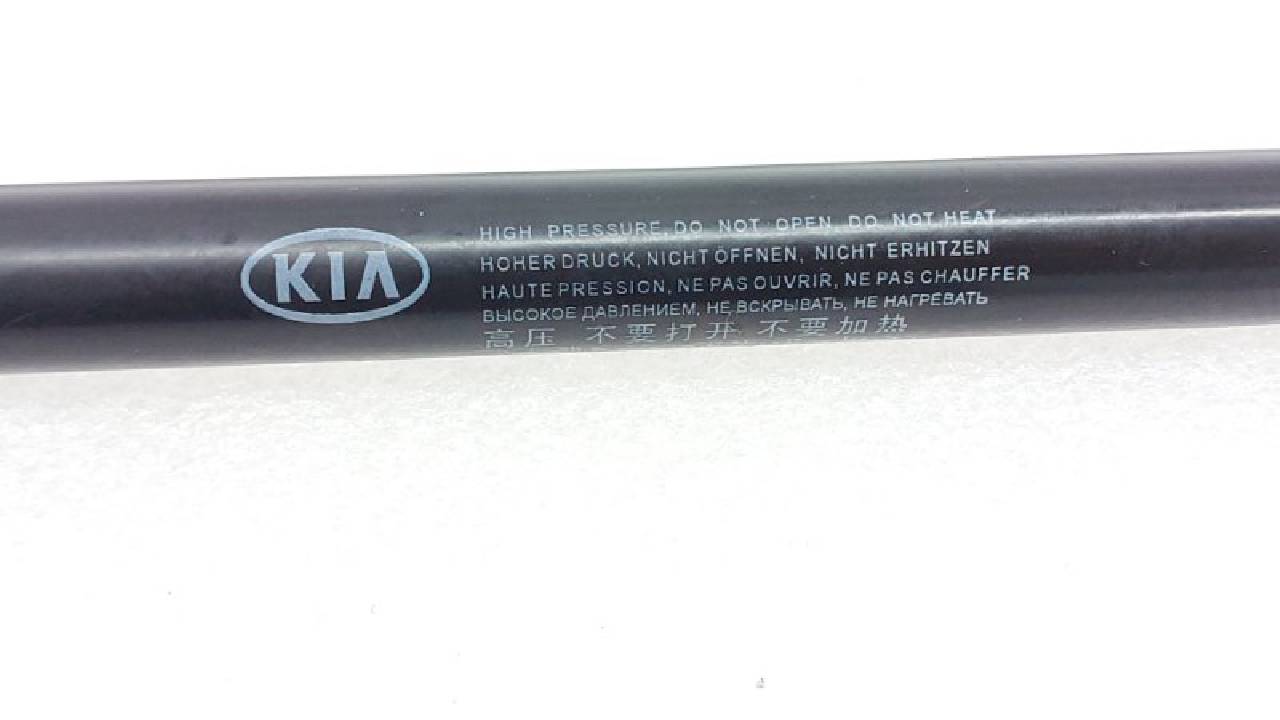 KIA
HIGH PRESSURE, DO NOT OPEN, DO NOT HEAT
HOHER DRUCK, NICHT ÖFFNEN, NICHT ERHITZEN
HAUTE PRESSION, NE PAS OUVRIR, NE PAS CHAUFFER
ВЫСОКОЕ ДАВЛЕНИЕМ, НЕ ВСКРЫВАТЬ, НЕ НАГРЕВАТЬ
高压 不要打开 不要加热